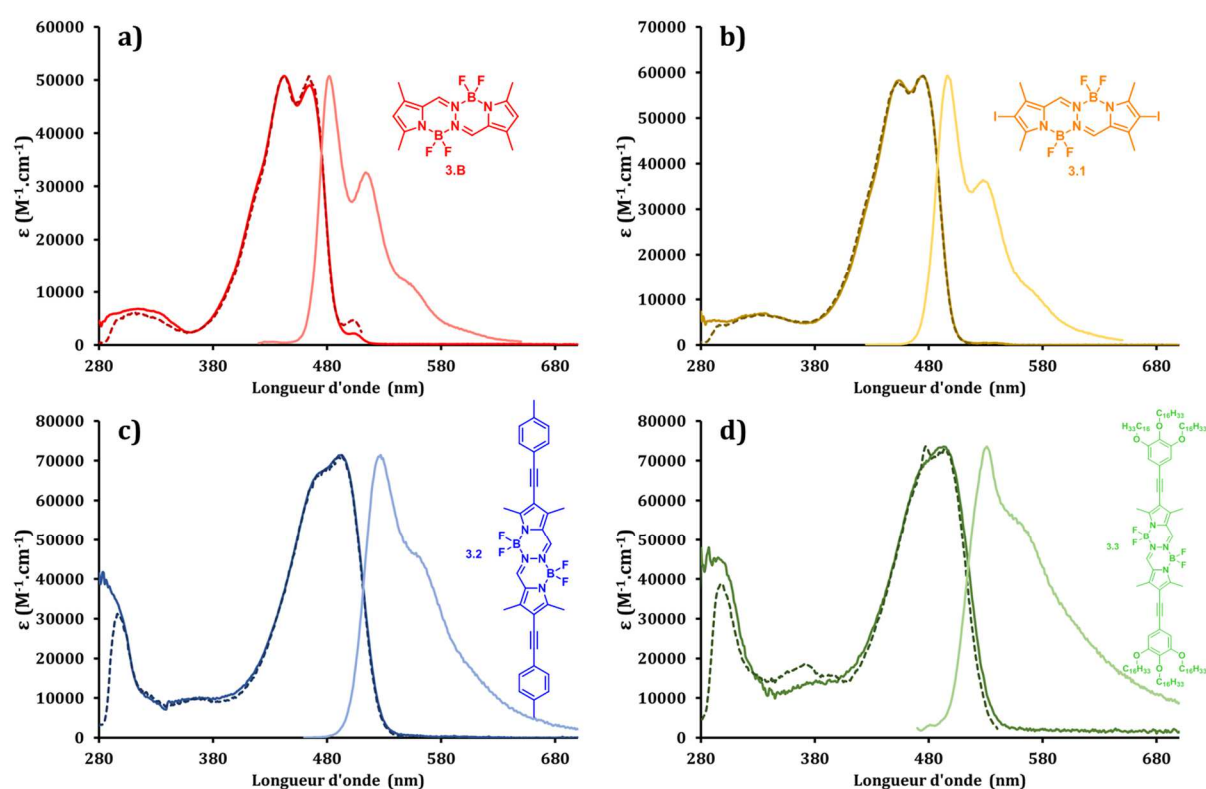 a)
60000
50000
40000
30000
20000
10000
0
ε (M⁻¹.cm⁻¹)
280 380 480 580 680
Longueur d'onde (nm)
F F
B
N N
N N
B
F F
3.B
b)
70000
60000
50000
40000
30000
20000
10000
0
ε (M⁻¹.cm⁻¹)
280 380 480 580 680
Longueur d'onde (nm)
F F
B
I N N I
N N
B
F F
3.1
c)
80000
70000
60000
50000
40000
30000
20000
10000
0
ε (M⁻¹.cm⁻¹)
280 380 480 580 680
Longueur d'onde (nm)
3.2
N
F B N
F N B F
N F
d)
80000
70000
60000
50000
40000
30000
20000
10000
0
ε (M⁻¹.cm⁻¹)
280 380 480 580 680
Longueur d'onde (nm)
C₁₆H₃₃
O
O O
3.3
N
F B N
F N B F
N F
O O
O
C₁₆H₃₃ C₁₆H₃₃
C₁₆H₃₃